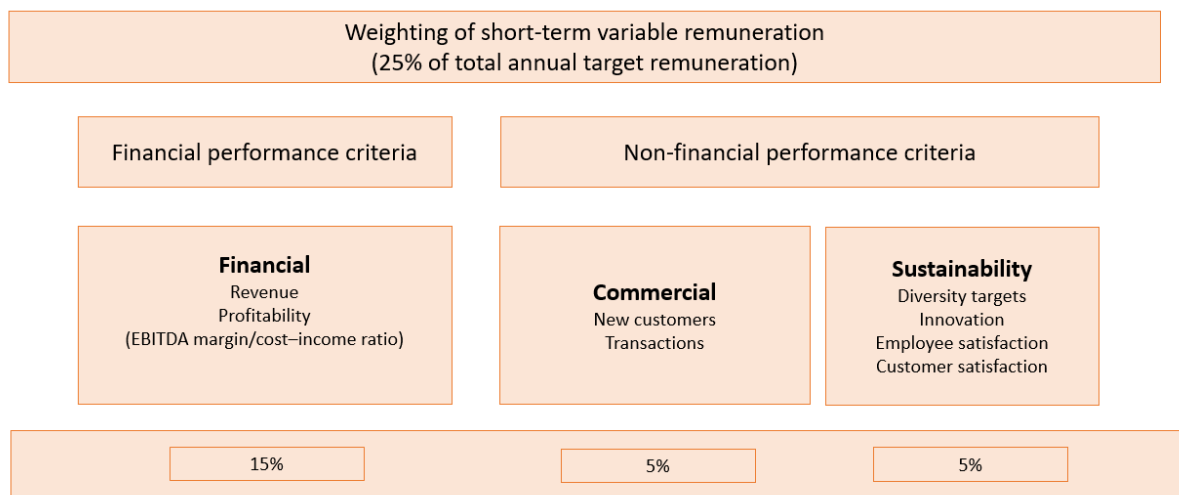 Weighting of short-term variable remuneration
(25% of total annual target remuneration)
Financial performance criteria
Non-financial performance criteria
Financial
Revenue
Profitability
(EBITDA margin/cost–income ratio)
Commercial
New customers
Transactions
Sustainability
Diversity targets
Innovation
Employee satisfaction
Customer satisfaction
15%
5%
5%